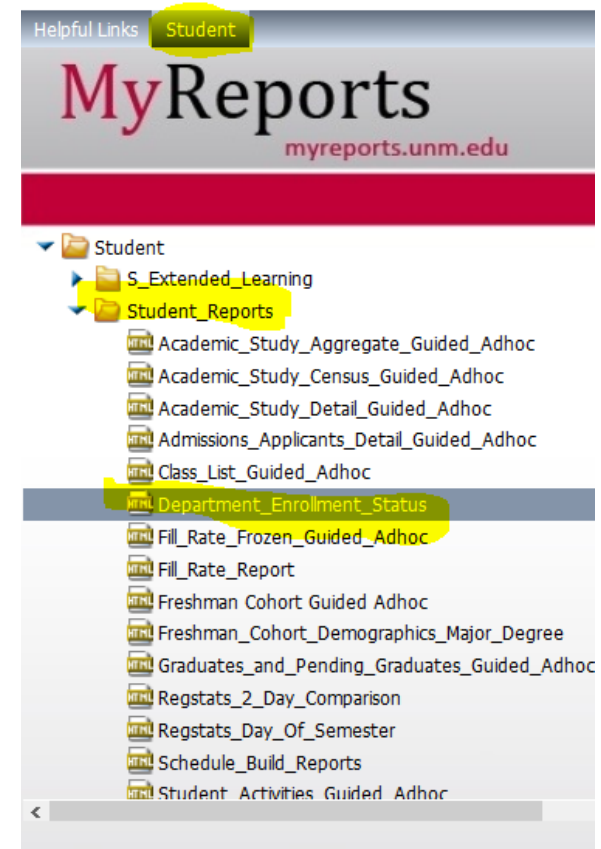 Helpful Links Student
MyReports
myreports.unm.edu
Student
S_Extended_Learning
Student_Reports
Academic_Study_Aggregate_Guided_Adhoc
Academic_Study_Census_Guided_Adhoc
Academic_Study_Detail_Guided_Adhoc
Admissions_Applicants_Detail_Guided_Adhoc
Class_List_Guided_Adhoc
Department_Enrollment_Status
Fill_Rate_Frozen_Guided_Adhoc
Fill_Rate_Report
Freshman Cohort Guided Adhoc
Freshman_Cohort_Demographics_Major_Degree
Graduates_and_Pending_Graduates_Guided_Adhoc
Regstats_2_Day_Comparison
Regstats_Day_Of_Semester
Schedule_Build_Reports
Student_Activities_Guided_Adhoc